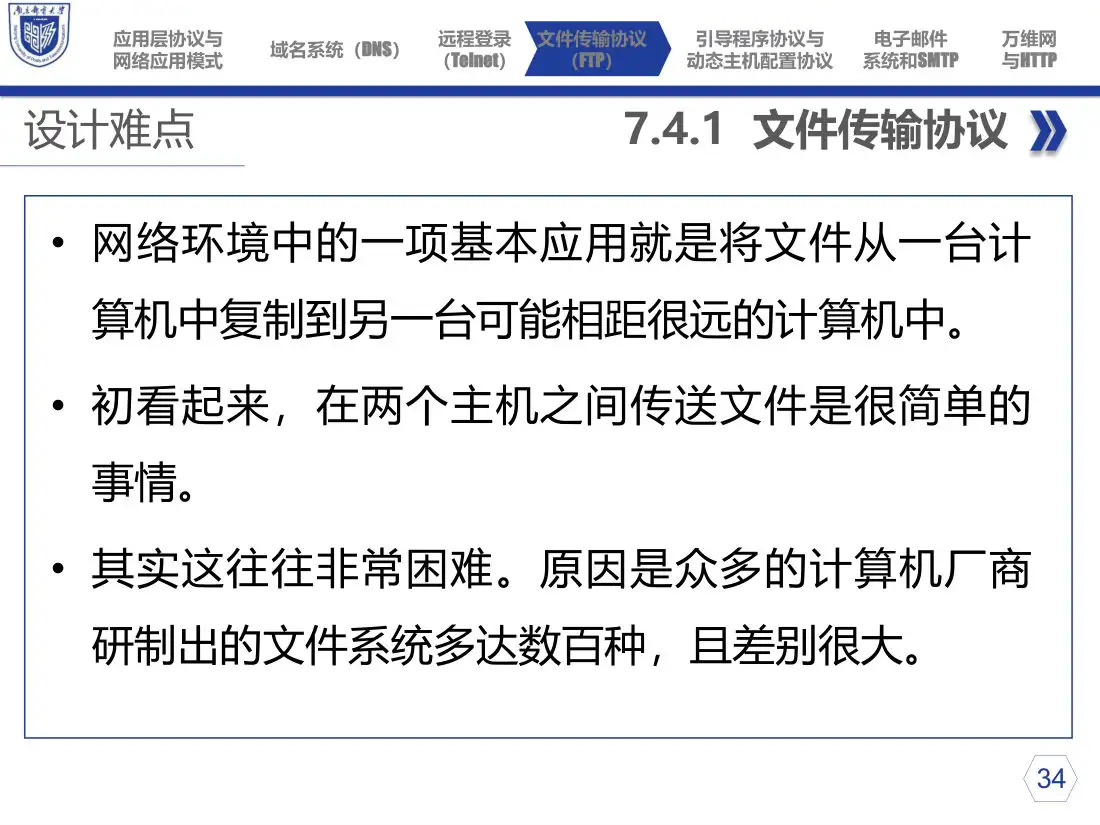 南京邮电大学
应用层协议与
网络应用模式
域名系统（DNS）
远程登录
（Telnet）
文件传输协议
（FTP）
引导程序协议与
动态主机配置协议
电子邮件
系统和SMTP
万维网
与HTTP
设计难点
7.4.1 文件传输协议
• 网络环境中的一项基本应用就是将文件从一台计
算机中复制到另一台可能相距很远的计算机中。
• 初看起来，在两个主机之间传送文件是很简单的
事情。
• 其实这往往非常困难。原因是众多的计算机厂商
研制出的文件系统多达数百种，且差别很大。
34